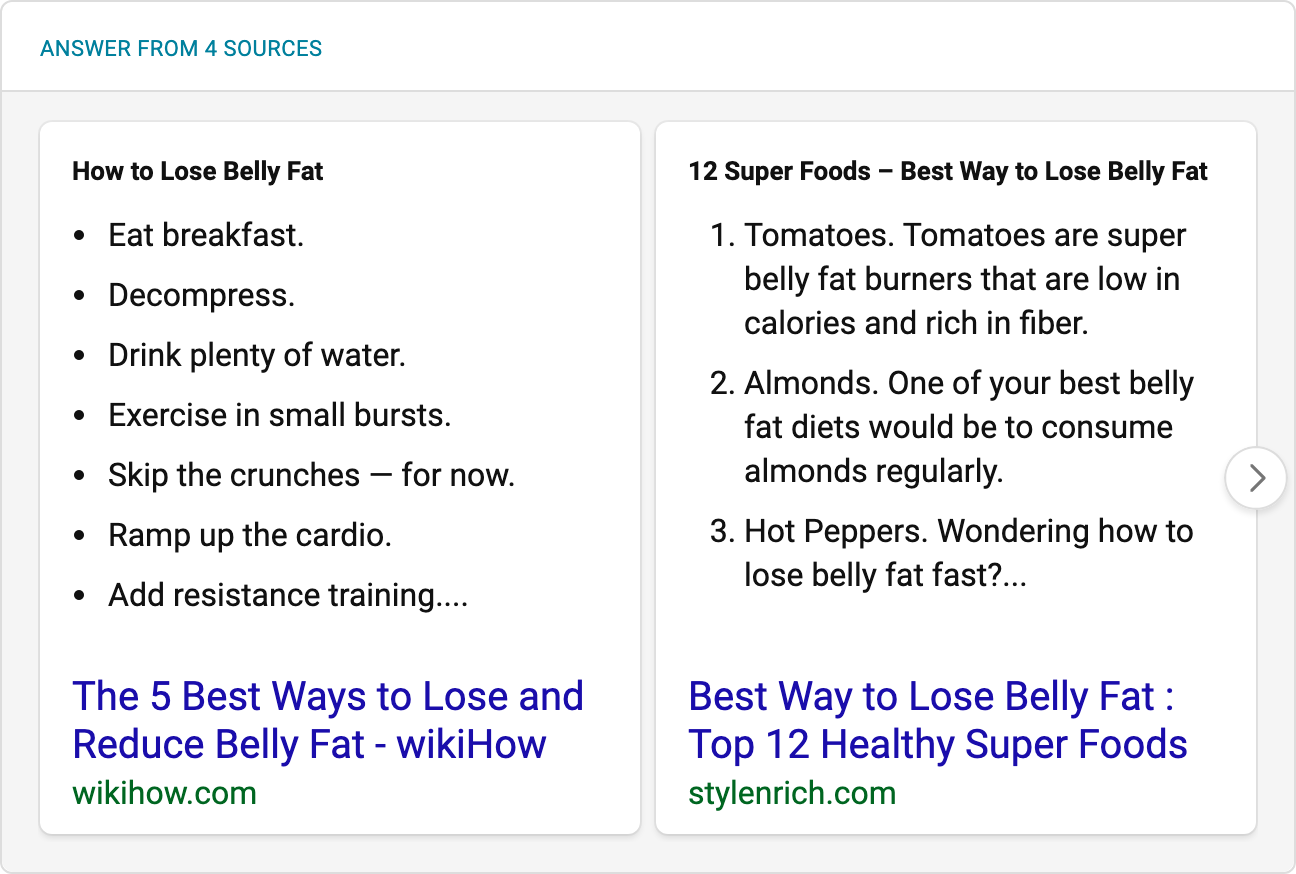 ANSWER FROM 4 SOURCES
How to Lose Belly Fat
• Eat breakfast.
• Decompress.
• Drink plenty of water.
• Exercise in small bursts.
• Skip the crunches — for now.
• Ramp up the cardio.
• Add resistance training....
The 5 Best Ways to Lose and
Reduce Belly Fat - wikiHow
wikihow.com
12 Super Foods – Best Way to Lose Belly Fat
1. Tomatoes. Tomatoes are super
belly fat burners that are low in
calories and rich in fiber.
2. Almonds. One of your best belly
fat diets would be to consume
almonds regularly.
3. Hot Peppers. Wondering how to
lose belly fat fast?...
Best Way to Lose Belly Fat :
Top 12 Healthy Super Foods
stylenrich.com